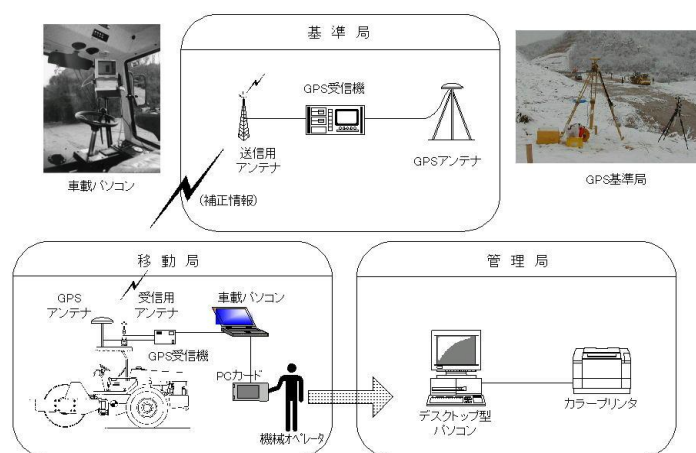 基準局
GPS受信機
送信用
アンテナ
GPSアンテナ
車載パソコン
(補正情報)
GPS基準局
移動局
GPS
アンテナ
受信用
アンテナ
車載パソコン
GPS受信機
PCカード
機械オペレータ
管理局
デスクトップ型
パソコン
カラープリンタ